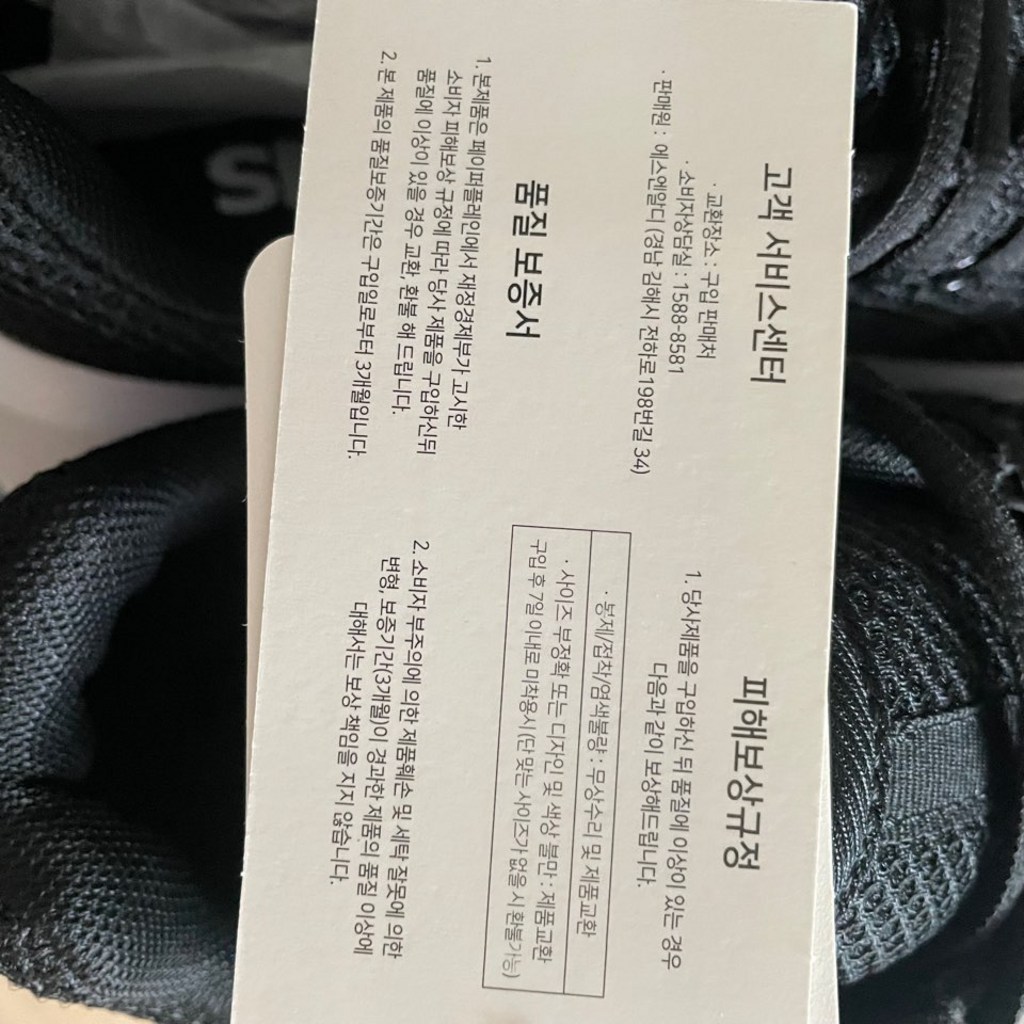 고객 서비스센터
· 교환장소 : 구입 판매처
· 소비자상담실 : 1588-8581
· 판매원 : 에스엔알디 (경남 김해시 전하로198번길 34)
품질 보증서
1. 본제품은 페이퍼플레인에서 재정경제부가 고시한
소비자 피해보상 규정에 따라 당사 제품을 구입하신뒤
품질에 이상이 있을 경우 교환, 환불 해 드립니다.
2. 본 제품의 품질보증기간은 구입일로부터 3개월입니다.
피해보상규정
1. 당사제품을 구입하신 뒤 품질에 이상이 있는 경우
다음과 같이 보상해드립니다.
· 봉제/접착/염색불량 : 무상수리 및 제품교환
· 사이즈 부정확 또는 디자인 및 색상 불만 : 제품교환
구입 후 7일이내로 미착용시(단 맞는 사이즈가 없을 시 환불가능)
2. 소비자 부주의에 의한 제품훼손 및 세탁 잘못에 의한
변형, 보증기간(3개월)이 경과한 제품의 품질 이상에
대해서는 보상 책임을 지지 않습니다.